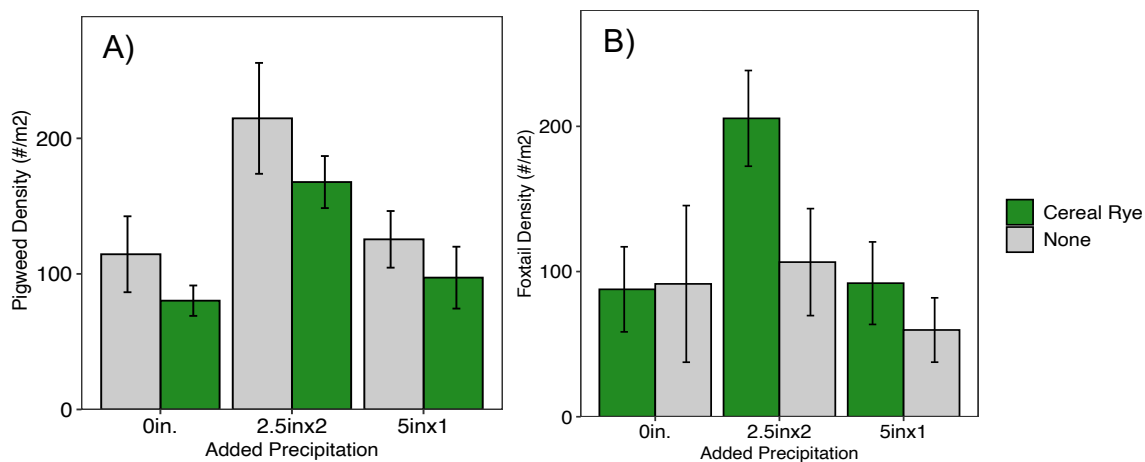 A)
Pigweed Density (#/m2)
200
100
0
0in.
2.5inx2
5inx1
Added Precipitation
B)
Foxtail Density (#/m2)
200
100
0
0in.
2.5inx2
5inx1
Added Precipitation
Cereal Rye
None